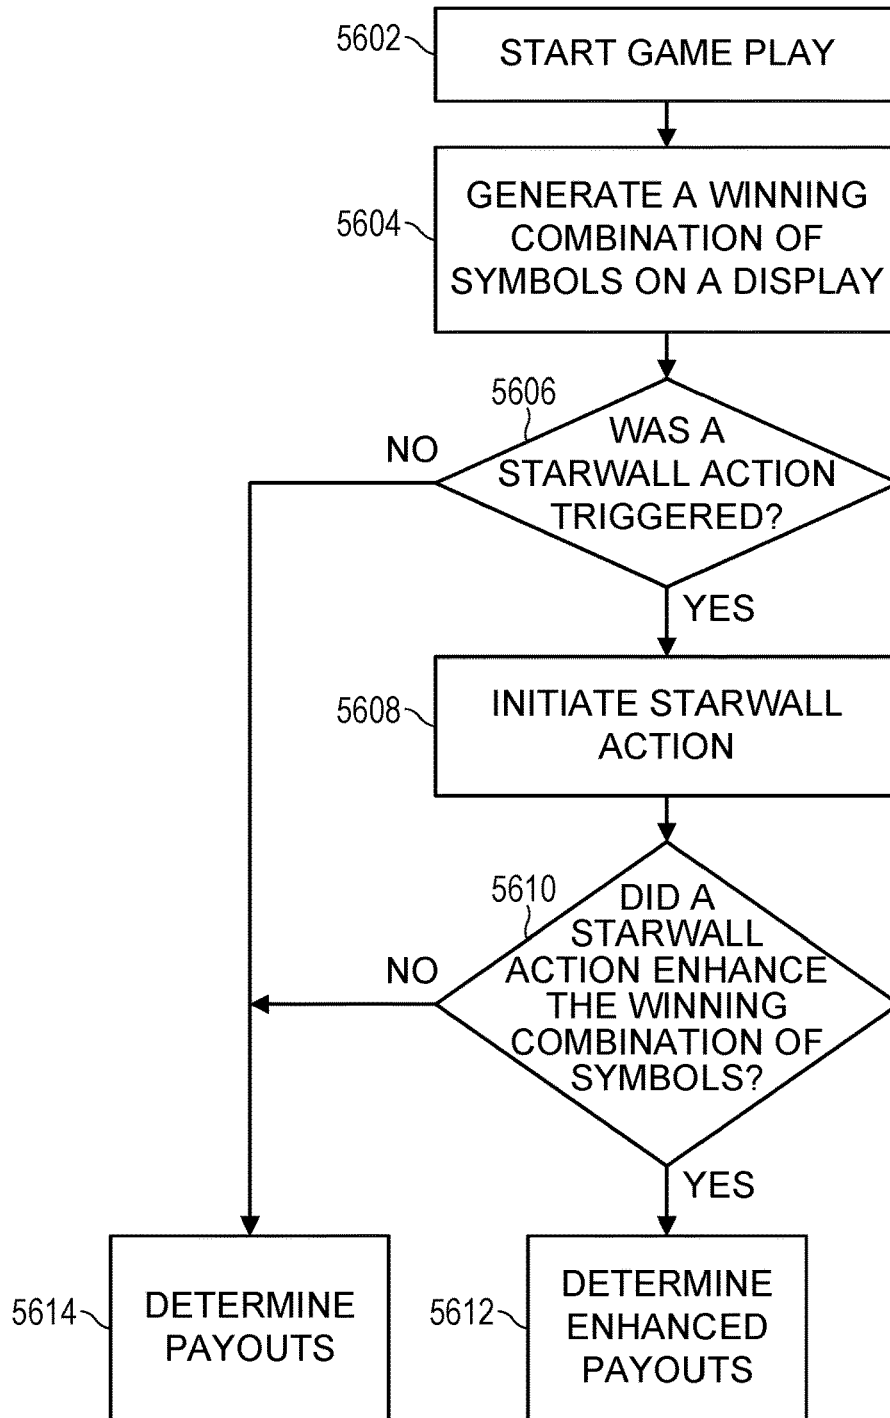 5602
START GAME PLAY
5604
GENERATE A WINNING
COMBINATION OF
SYMBOLS ON A DISPLAY
5606
NO
WAS A
STARWALL ACTION
TRIGGERED?
YES
5608
INITIATE STARWALL
ACTION
5610
NO
DID A
STARWALL
ACTION ENHANCE
THE WINNING
COMBINATION OF
SYMBOLS?
YES
5614
DETERMINE
PAYOUTS
5612
DETERMINE
ENHANCED
PAYOUTS